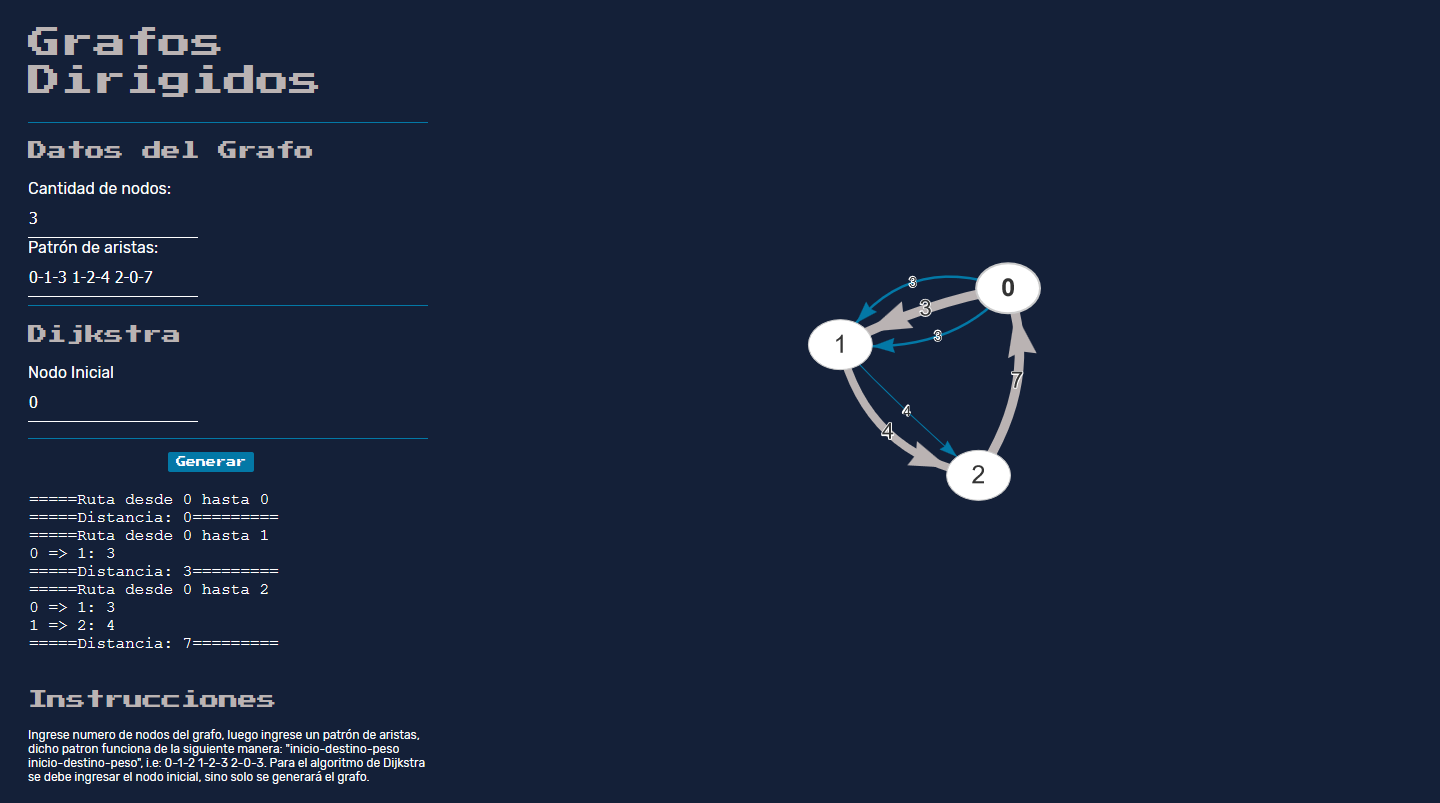 Grafos
Dirigidos
Datos del Grafo
Cantidad de nodos:
3
Patrón de aristas:
0-1-3 1-2-4 2-0-7
Dijkstra
Nodo Inicial
0
Generar
=====Ruta desde 0 hasta 0
=====Distancia: 0=========
=====Ruta desde 0 hasta 1
0 => 1: 3
=====Distancia: 3=========
=====Ruta desde 0 hasta 2
0 => 1: 3
1 => 2: 4
=====Distancia: 7=========
Instrucciones
Ingrese numero de nodos del grafo, luego ingrese un patrón de aristas,
dicho patron funciona de la siguiente manera: "inicio-destino-peso
inicio-destino-peso", i.e: 0-1-2 1-2-3 2-0-3. Para el algoritmo de Dijkstra
se debe ingresar el nodo inicial, sino solo se generará el grafo.
3
0
3
3
1
7
4
4
2